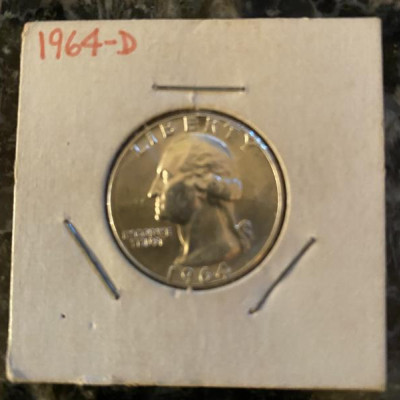 1964-D
LIBERTY
IN GOD WE
TRUST
1964